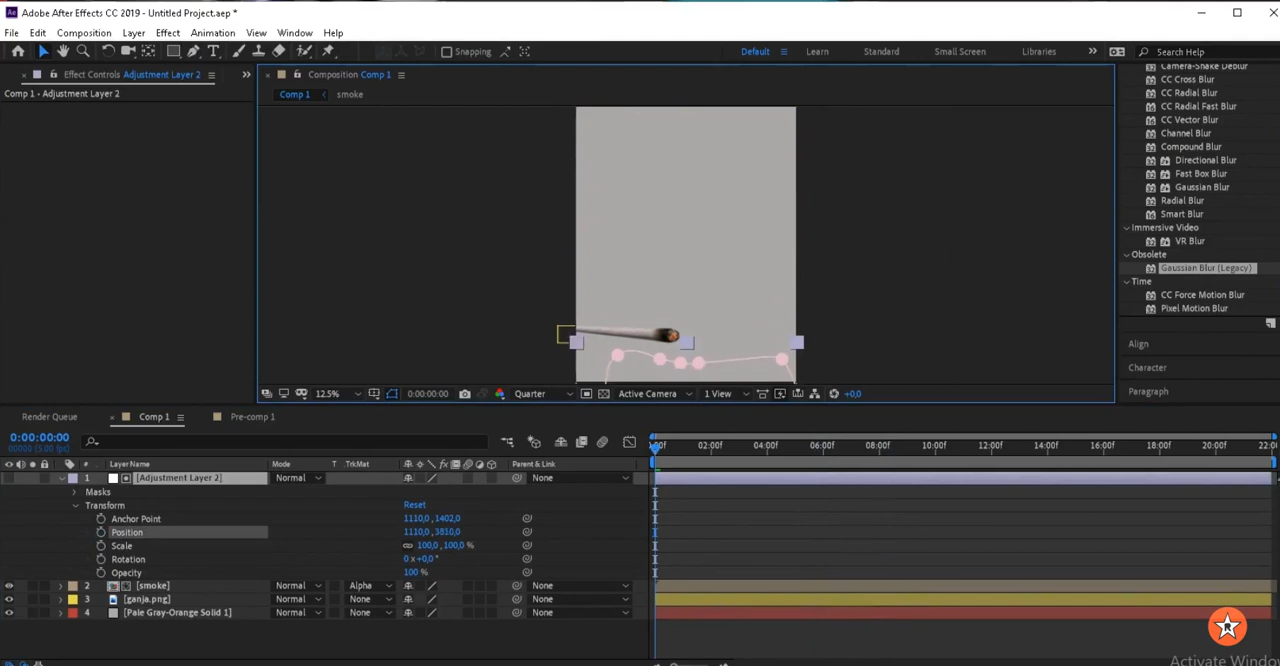 Adobe After Effects CC 2019 - Untitled Project.aep *
File Edit Composition Layer Effect Animation View Window Help
Snapping Default Learn Standard Small Screen Libraries Search Help
Effect Controls Adjustment Layer 2
Comp 1 - Adjustment Layer 2
Composition Comp 1
Comp 1 smoke
Camera-Shake Deblur
CC Cross Blur
CC Radial Blur
CC Radial Fast Blur
CC Vector Blur
Channel Blur
Compound Blur
Directional Blur
Fast Box Blur
Gaussian Blur
Radial Blur
Smart Blur
Immersive Video
VR Blur
Obsolete
Gaussian Blur (Legacy)
Time
CC Force Motion Blur
Pixel Motion Blur
Align
Character
Paragraph
12.5% 0:00:00:00 Quarter Active Camera 1 View +0,0
Render Queue Comp 1 Pre-comp 1
0:00:00:00
00000 (5.00 fps)
:00f 02:00f 04:00f 06:00f 08:00f 10:00f 12:00f 14:00f 16:00f 18:00f 20:00f 22:0
# Layer Name Mode T TrkMat Parent & Link
1 [Adjustment Layer 2] Normal None
Masks
Transform Reset
Anchor Point 1110,0 ,1402,0
Position 1110,0 ,3810,0
Scale 100,0 ,100,0 %
Rotation 0 x+0,0 °
Opacity 100 %
2 [smoke] Normal Alpha None
3 [ganja.png] Normal None None
4 [Pale Gray-Orange Solid 1] Normal None None
R
Activate Windo